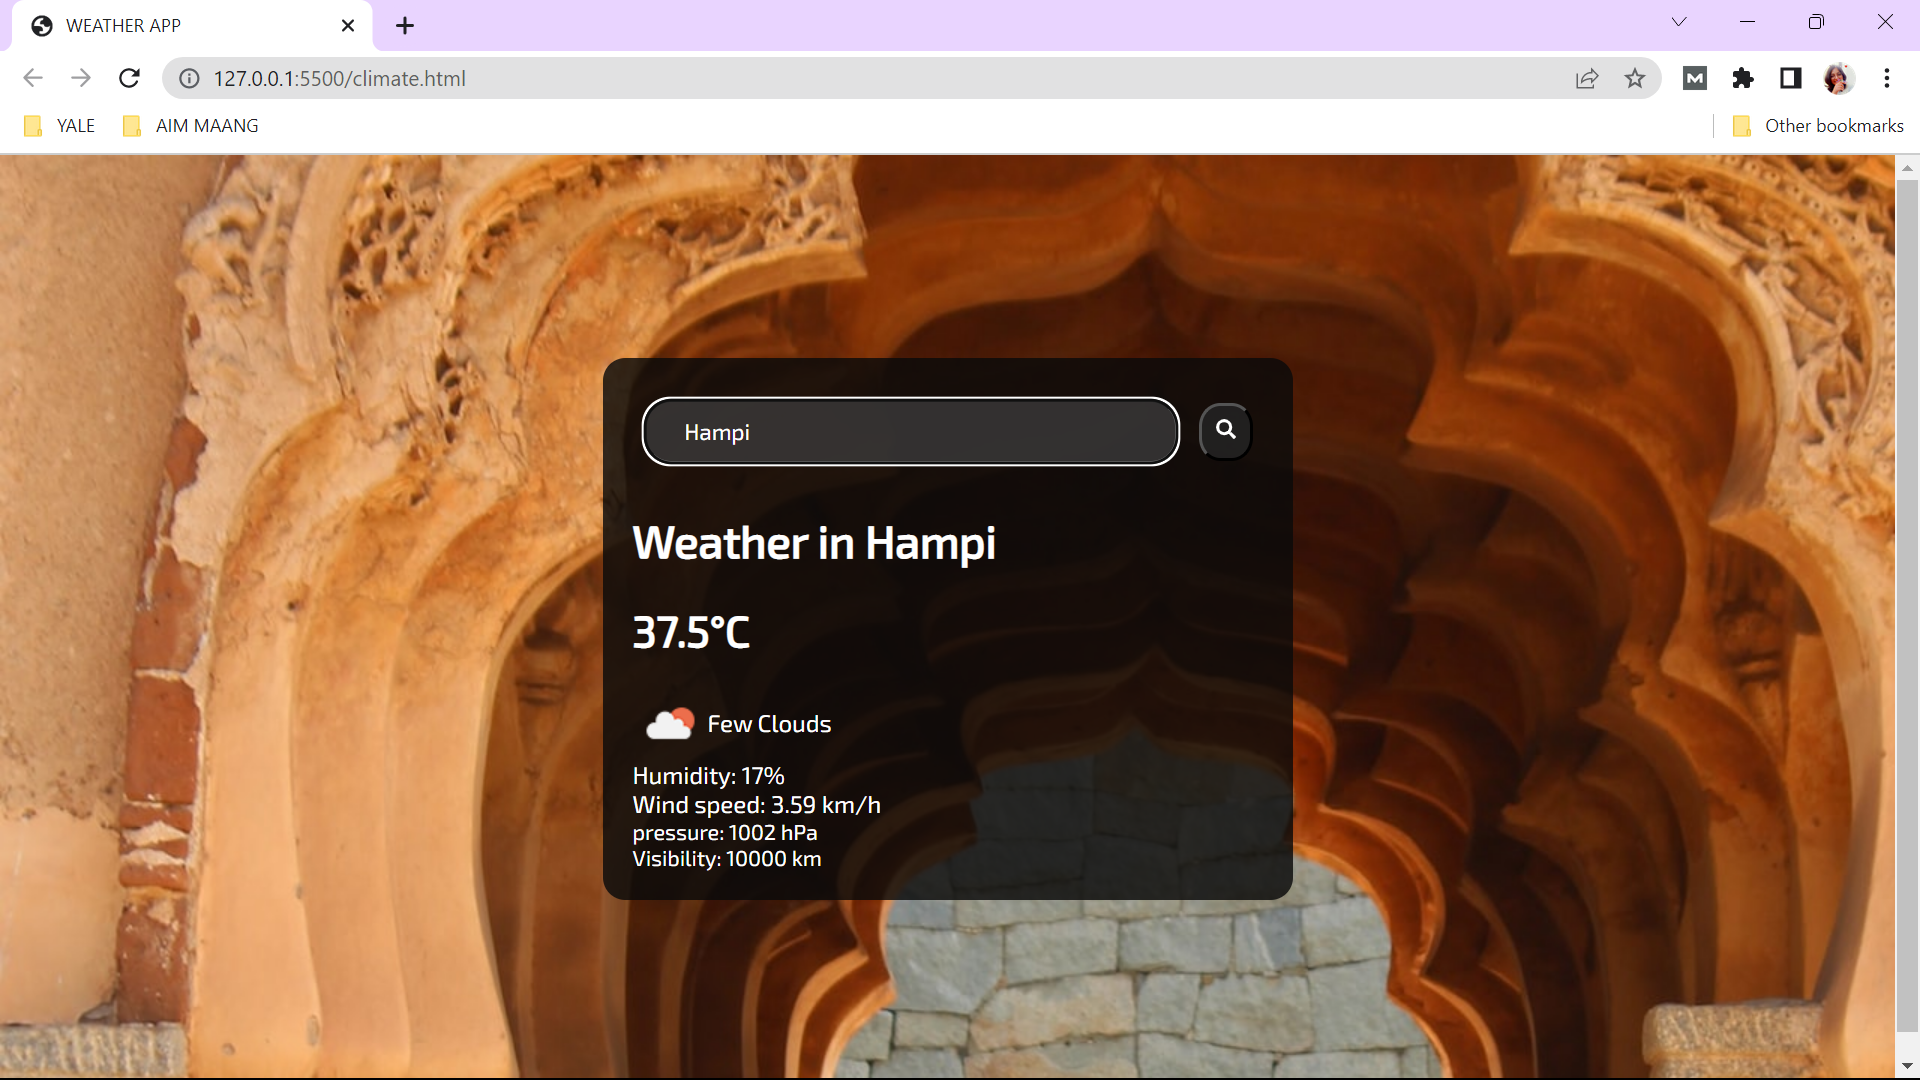 WEATHER APP
127.0.0.1:5500/climate.html
M
YALE
AIM MAANG
Other bookmarks
Hampi
Weather in Hampi
37.5°C
Few Clouds
Humidity: 17%
Wind speed: 3.59 km/h
pressure: 1002 hPa
Visibility: 10000 km